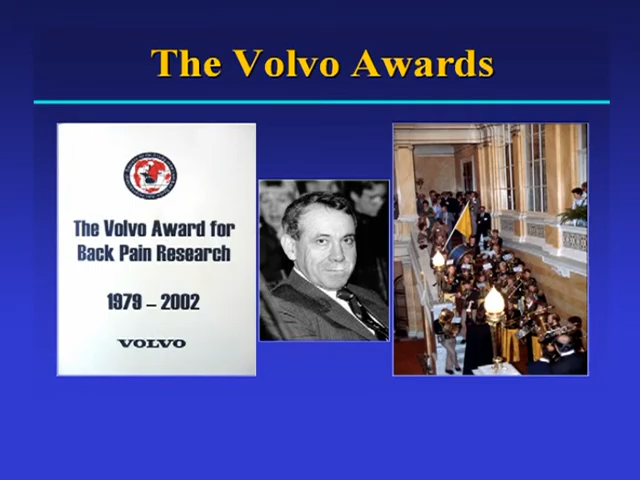 The Volvo Awards
The Volvo Award for
Back Pain Research
1979 – 2002
VOLVO